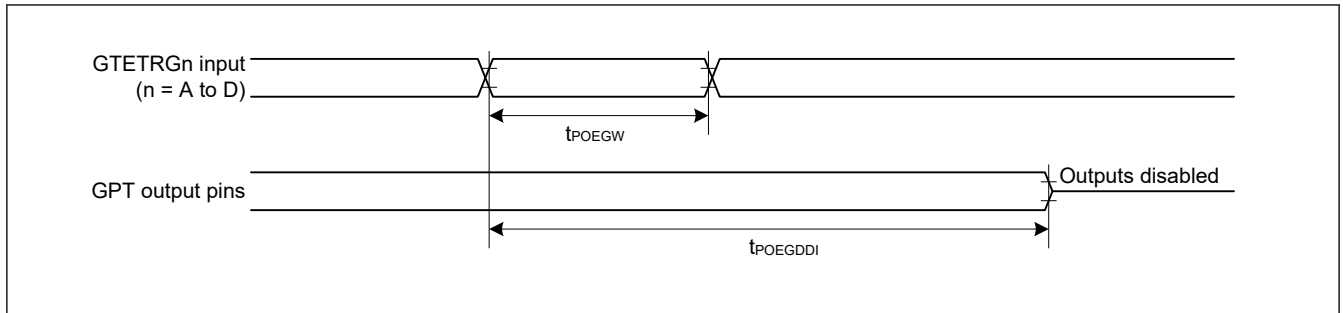 GTETRGn input
(n = A to D)
tPOEGW
GPT output pins
Outputs disabled
tPOEGDDI